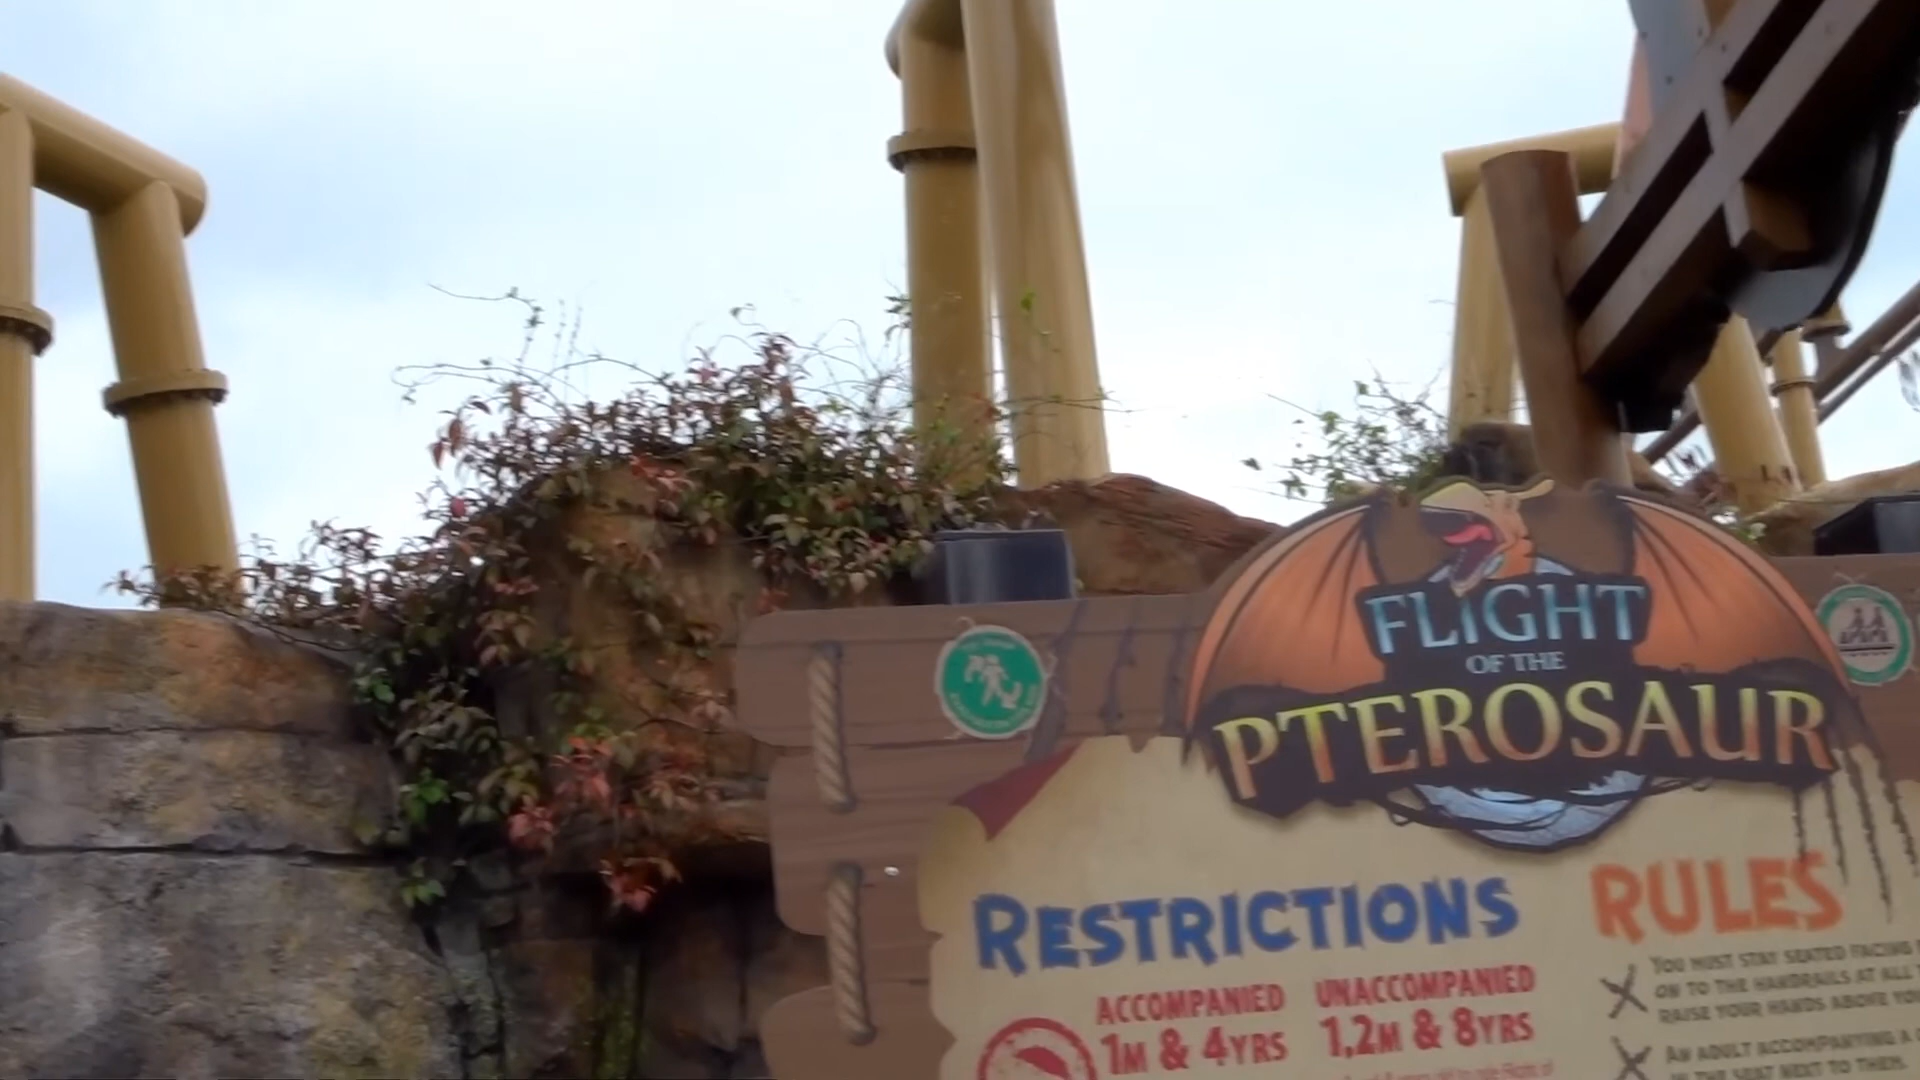 FLIGHT
OF THE
PTEROSAUR
RESTRICTIONS
RULES
ACCOMPANIED
1M & 4YRS
UNACCOMPANIED
1,2M & 8YRS
YOU MUST STAY SEATED FACING
ON TO THE HANDRAILS AT ALL
RAISE YOUR HANDS ABOVE
AN ADULT ACCOMPANYING A
IN THE SEAT NEXT TO THEM.